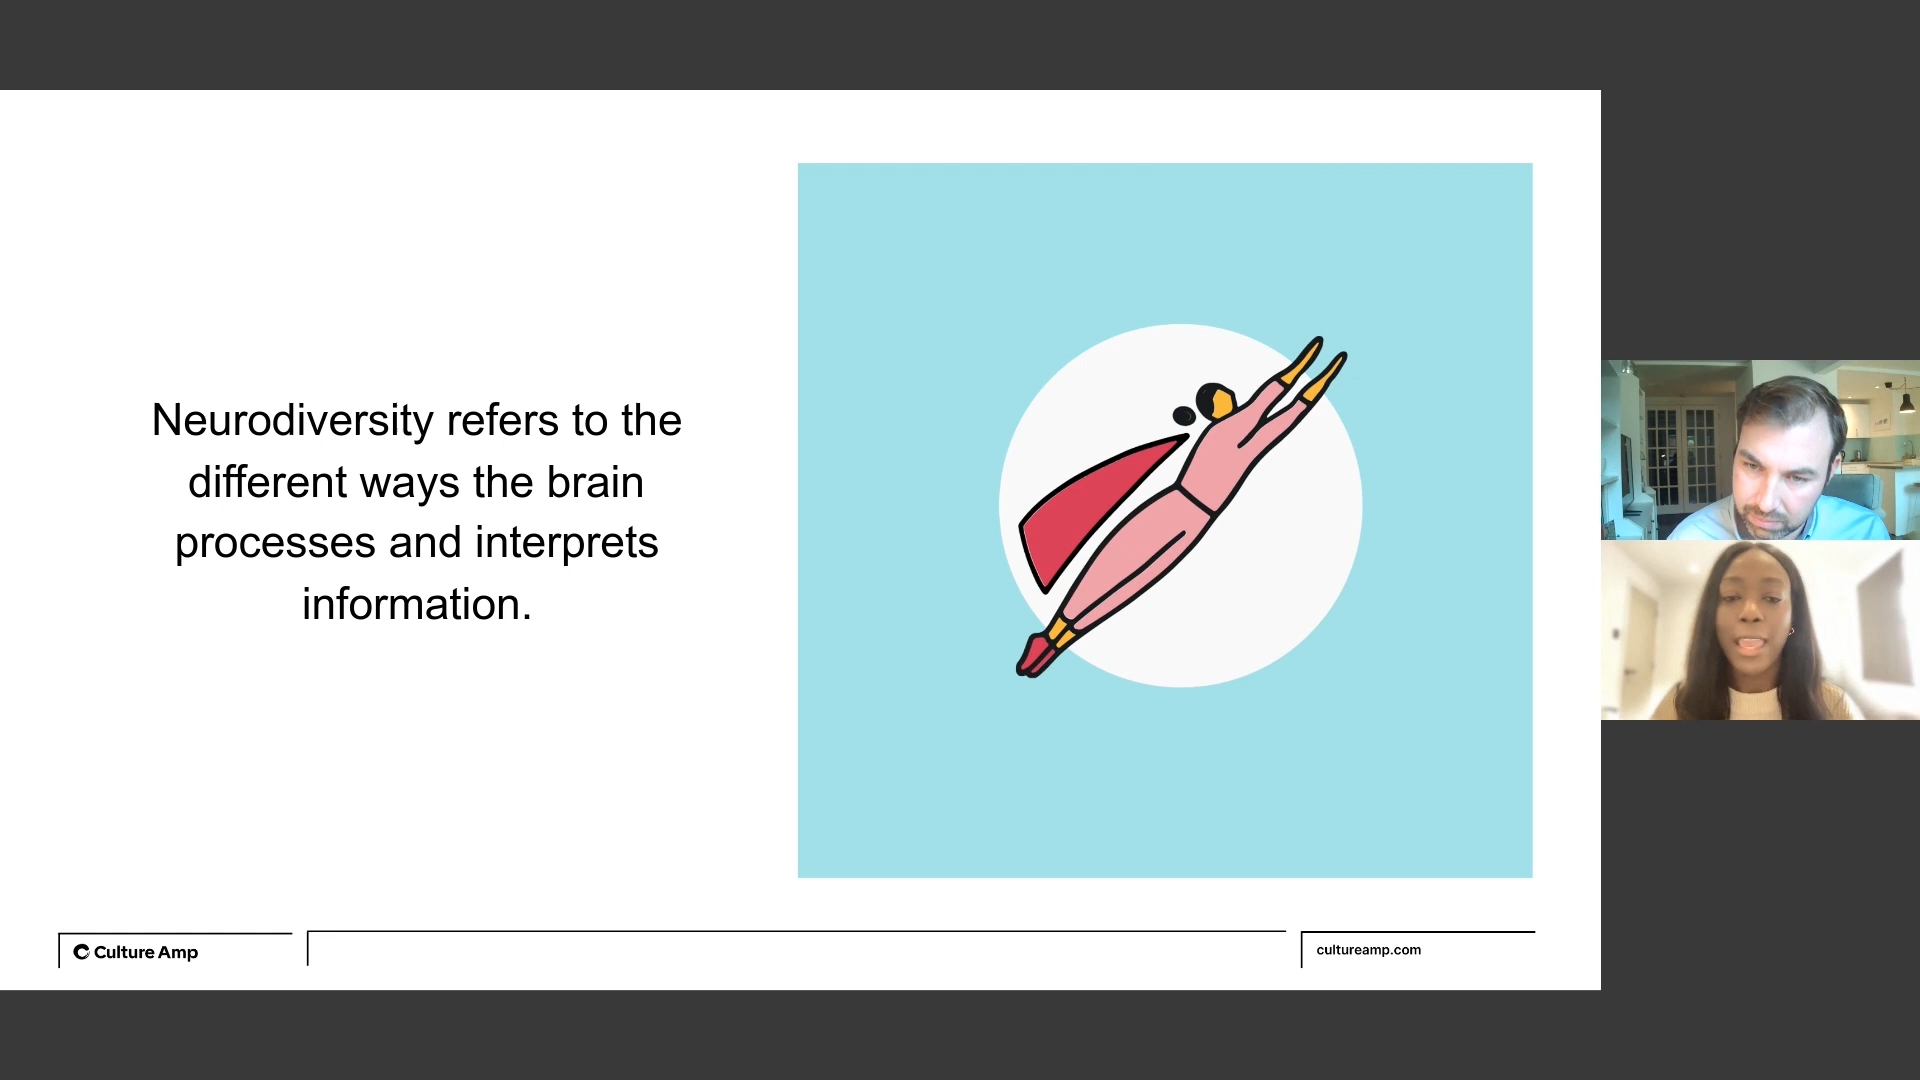 Neurodiversity refers to the
different ways the brain
processes and interprets
information.
Culture Amp
cultureamp.com